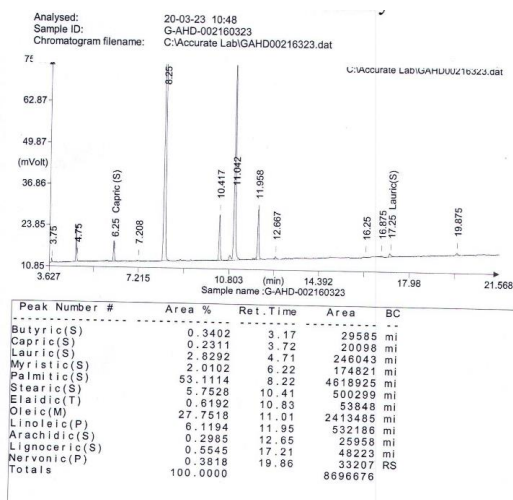 Analysed: 20-03-23 10:48
Sample ID: G-AHD-002160323
Chromatogram filename: C:\Accurate Lab\GAHD00216323.dat
C:\Accurate Lab\GAHD00216323.dat
75
62.87
49.87
(mVolt)
36.86
23.85
10.85
3.75
4.75
6.25 Capric(S)
7.208
8.25
10.417
11.042
11.958
12.667
16.25
16.875
17.25 Lauric(S)
19.875
3.627 7.215 10.803 (min) 14.392 17.98 21.568
Sample name :G-AHD-002160323
Peak Number # Area % Ret.Time Area BC
Butyric(S) 0.3402 3.17 29585 mi
Capric(S) 0.2311 3.72 20098 mi
Lauric(S) 2.8292 4.71 246043 mi
Myristic(S) 2.0102 6.22 174821 mi
Palmitic(S) 53.1114 8.22 4618925 mi
Stearic(S) 5.7528 10.41 500299 mi
Elaidic(T) 0.6192 10.83 53848 mi
Oleic(M) 27.7518 11.01 2413485 mi
Linoleic(P) 6.1194 11.95 532186 mi
Arachidic(S) 0.2985 12.65 25958 mi
Lignoceric(S) 0.5545 17.21 48223 mi
Nervonic(P) 0.3818 19.86 33207 RS
Totals 100.0000 8696676